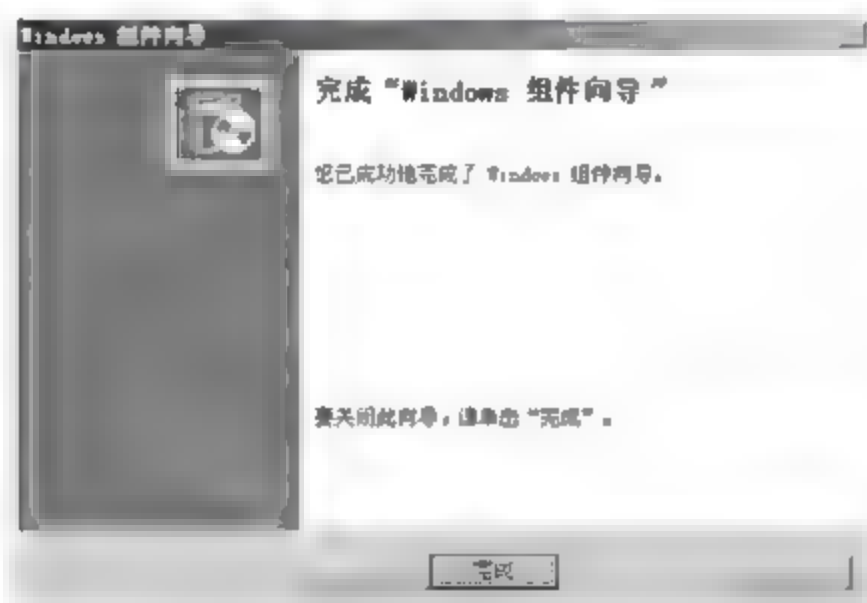 Windows 组件向导
完成“Windows 组件向导”
您已成功地完成了 Windows 组件向导。
要关闭此向导，请单击“完成”。
完成